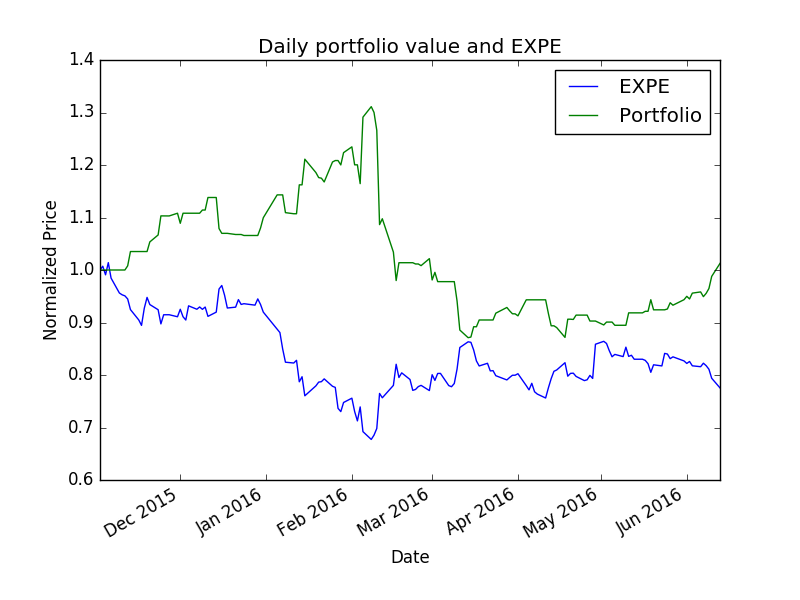 Daily portfolio value and EXPE
EXPE
Portfolio
Normalized Price
1.4
1.3
1.2
1.1
1.0
0.9
0.8
0.7
0.6
Dec 2015
Jan 2016
Feb 2016
Mar 2016
Apr 2016
May 2016
Jun 2016
Date